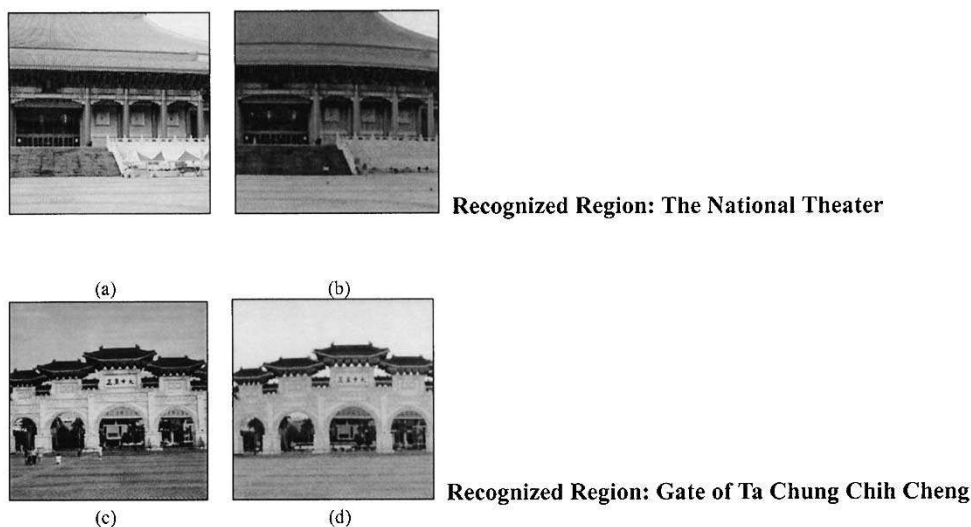 Recognized Region: The National Theater
(a) (b)
Recognized Region: Gate of Ta Chung Chih Cheng
(c) (d)